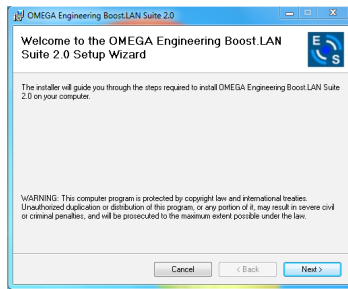 OMEGA Engineering Boost.LAN Suite 2.0
Welcome to the OMEGA Engineering Boost.LAN
Suite 2.0 Setup Wizard
E
S
The installer will guide you through the steps required to install OMEGA Engineering Boost.LAN Suite
2.0 on your computer.
WARNING: This computer program is protected by copyright law and international treaties.
Unauthorized duplication or distribution of this program, or any portion of it, may result in severe civil
or criminal penalties, and will be prosecuted to the maximum extent possible under the law.
Cancel
< Back
Next >